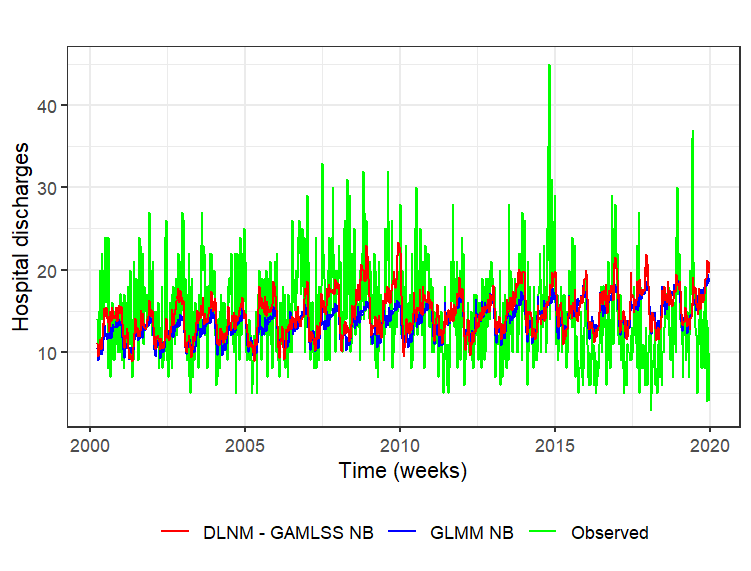 Hospital discharges
40
30
20
10
2000 2005 2010 2015 2020
Time (weeks)
DLNM - GAMLSS NB GLMM NB Observed